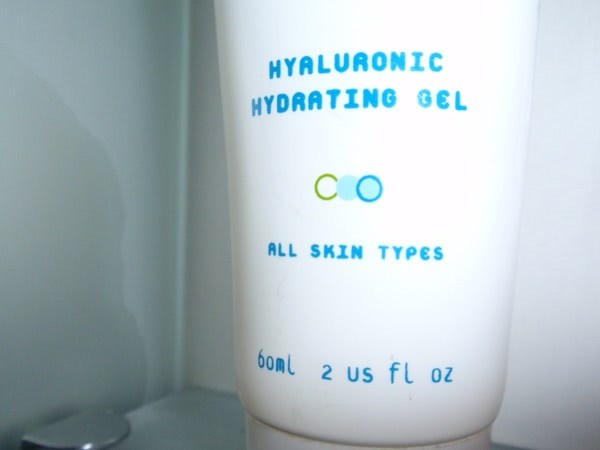 HYALURONIC
HYDRATING GEL
ALL SKIN TYPES
60ml 2 US fl OZ